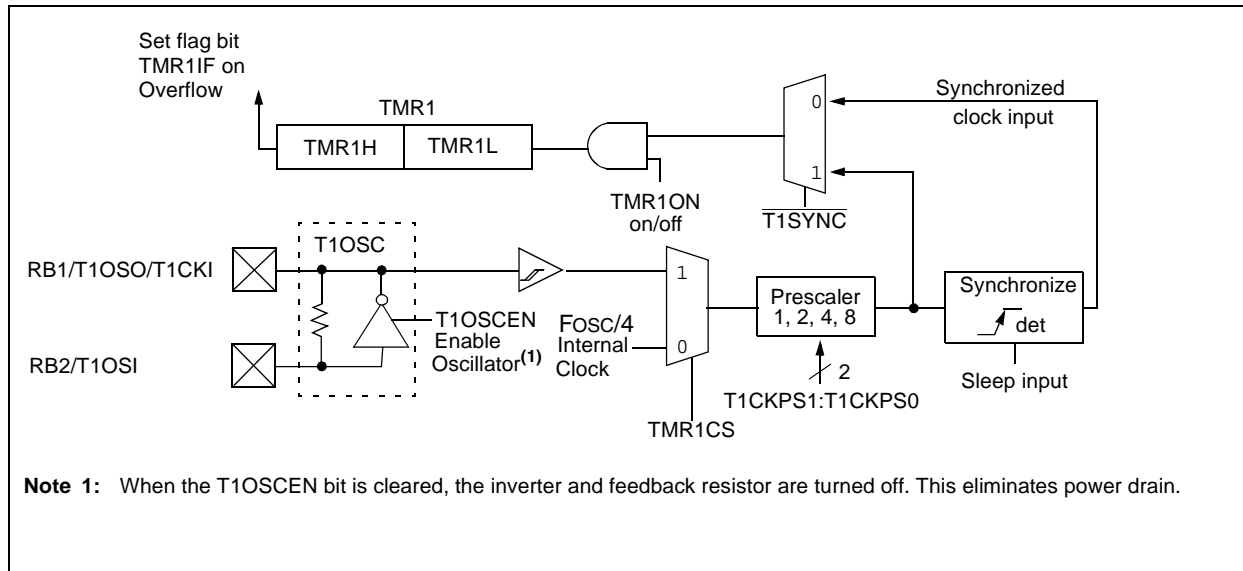 Set flag bit
TMR1IF on
Overflow
TMR1
TMR1H
TMR1L
0
1
Synchronized
clock input
TMR1ON
on/off
T1SYNC
T1OSC
RB1/T1OSO/T1CKI
1
Prescaler
1, 2, 4, 8
Synchronize
det
T1OSCEN
Enable
Oscillator(1)
FOSC/4
Internal
Clock
0
RB2/T1OSI
2
T1CKPS1:T1CKPS0
Sleep input
TMR1CS
Note 1: When the T1OSCEN bit is cleared, the inverter and feedback resistor are turned off. This eliminates power drain.